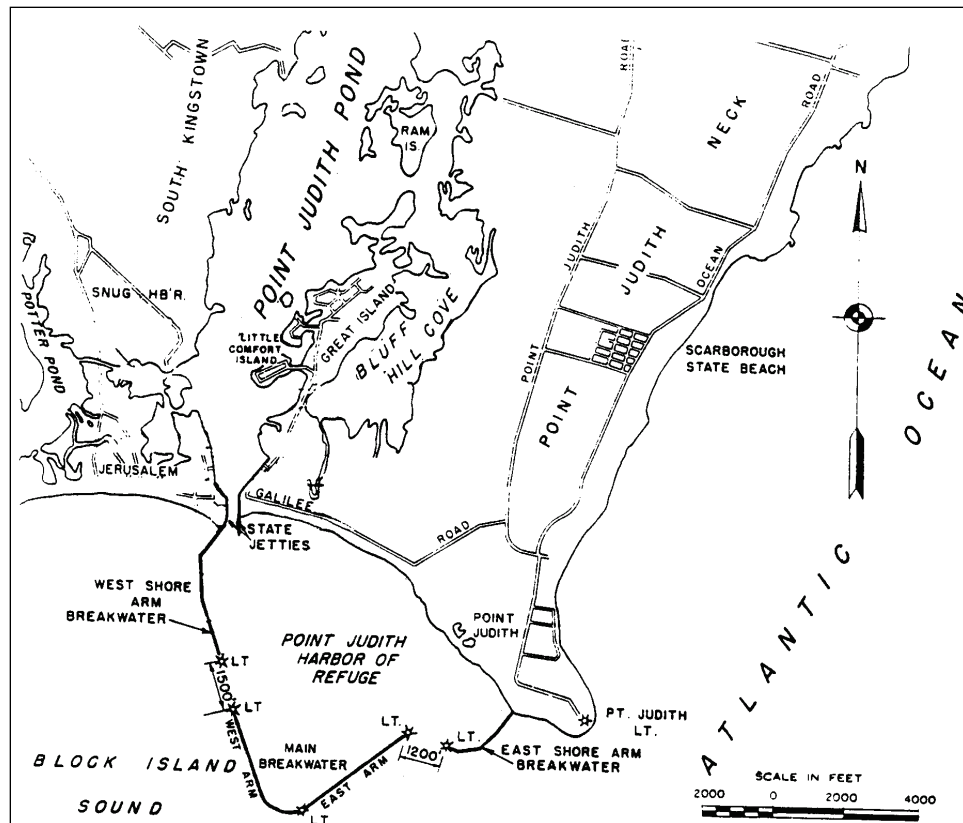 SOUTH KINGSTOWN
POINT JUDITH POND
RAM
IS.
ROAD
NECK
ROAD
N
JUDITH
JUDITH
OCEAN
SNUG HB'R.
POTTER POND
LITTLE
COMFORT
ISLAND
GREAT ISLAND
BLUFF
HILL COVE
POINT
POINT
SCARBOROUGH
STATE BEACH
ATLANTIC OCEAN
JERUSALEM
GALILEE
ROAD
STATE
JETTIES
WEST SHORE
ARM
BREAKWATER
POINT JUDITH
HARBOR OF
REFUGE
POINT
JUDITH
LT
1500'
LT
WEST ARM
MAIN
BREAKWATER
EAST ARM
LT.
LT.
1200'
LT.
PT. JUDITH
LT.
EAST SHORE ARM
BREAKWATER
BLOCK ISLAND
SOUND
SCALE IN FEET
2000 0 2000 4000